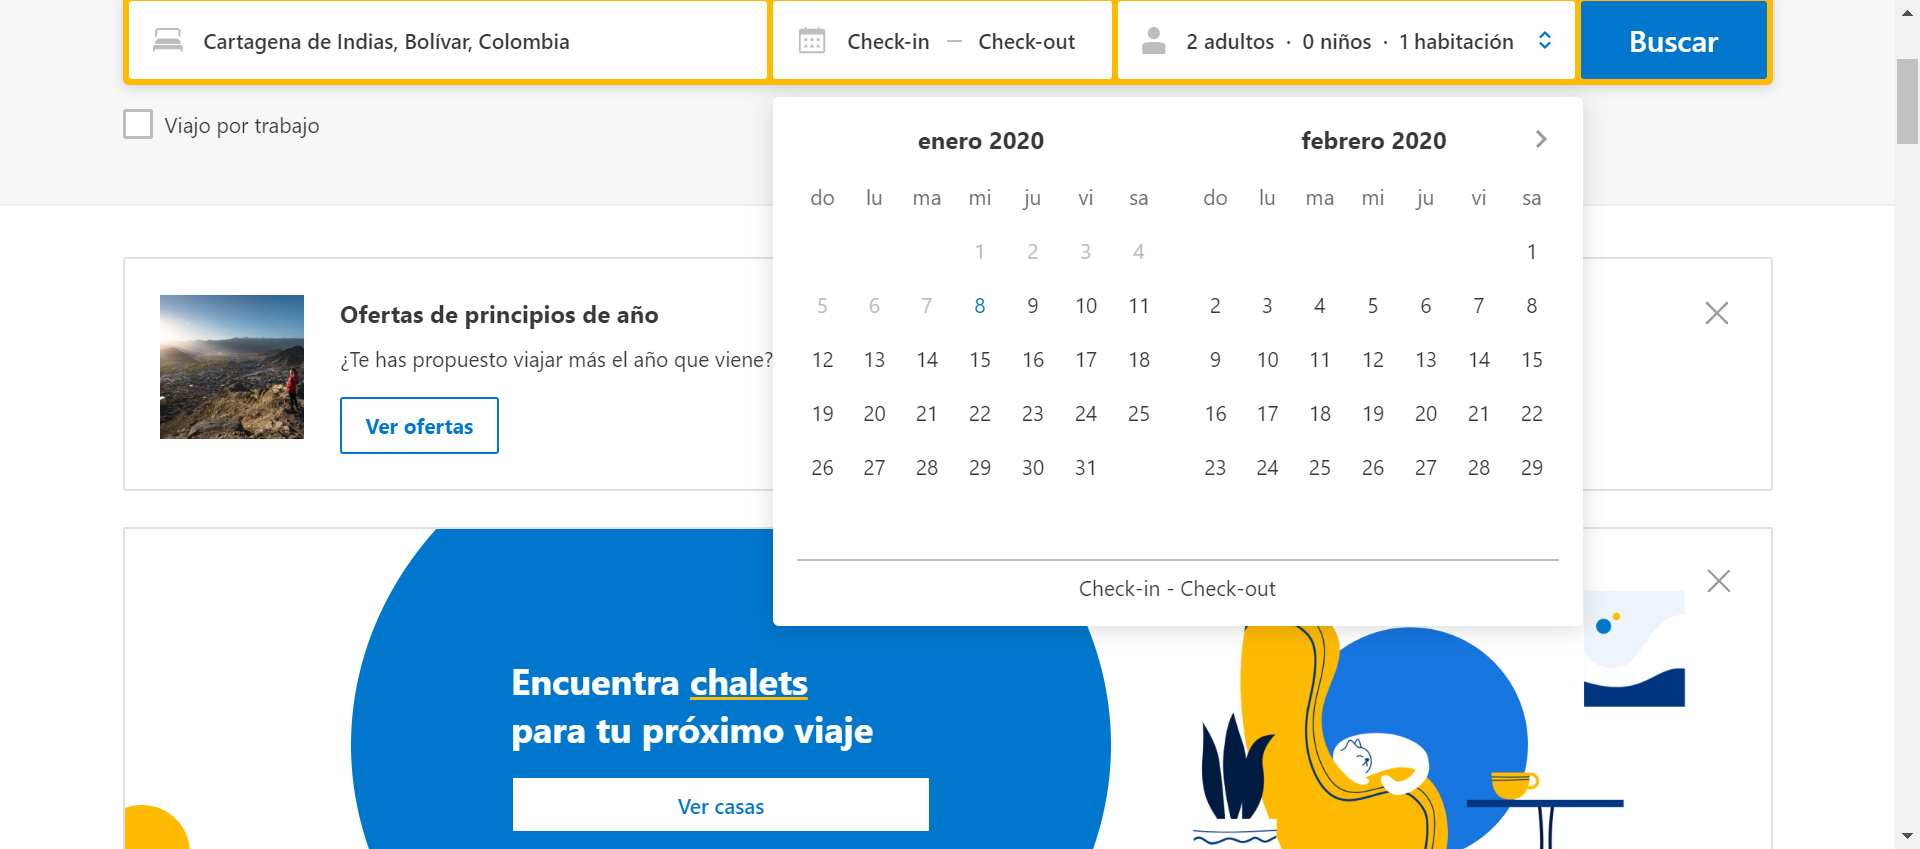 Cartagena de Indias, Bolívar, Colombia
Check-in — Check-out
2 adultos · 0 niños · 1 habitación
Buscar
Viajo por trabajo
enero 2020
do lu ma mi ju vi sa
1 2 3 4
5 6 7 8 9 10 11
12 13 14 15 16 17 18
19 20 21 22 23 24 25
26 27 28 29 30 31
febrero 2020
do lu ma mi ju vi sa
1
2 3 4 5 6 7 8
9 10 11 12 13 14 15
16 17 18 19 20 21 22
23 24 25 26 27 28 29
Check-in - Check-out
Ofertas de principios de año
¿Te has propuesto viajar más el año que viene?
Ver ofertas
Encuentra chalets
para tu próximo viaje
Ver casas